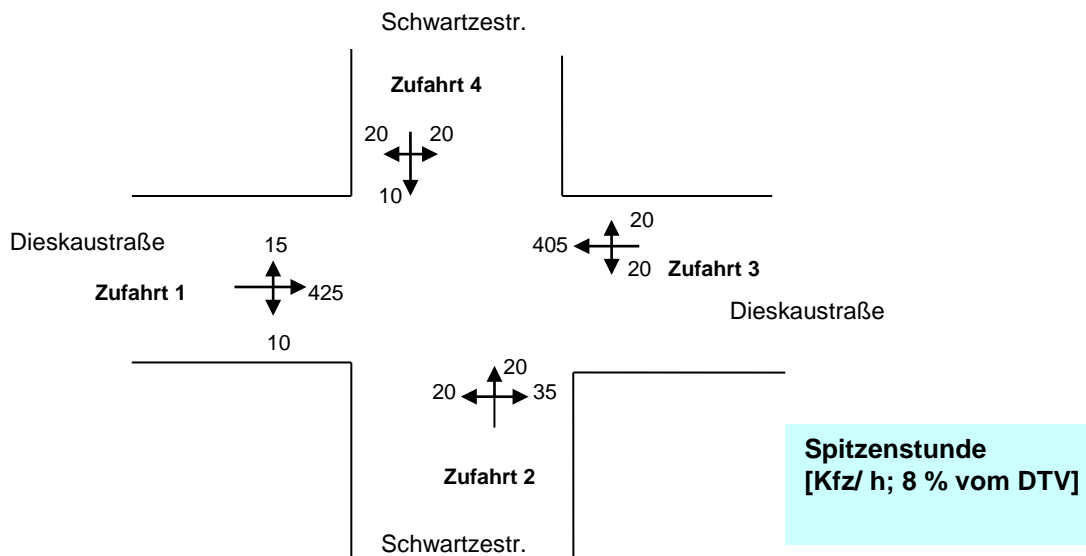 Schwartzestr.
Zufahrt 4
20 20
10
Dieskaustraße
15
Zufahrt 1
425
10
20
405
20 Zufahrt 3
Dieskaustraße
20
20 35
Zufahrt 2
Schwartzestr.
Spitzenstunde
[Kfz/ h; 8 % vom DTV]